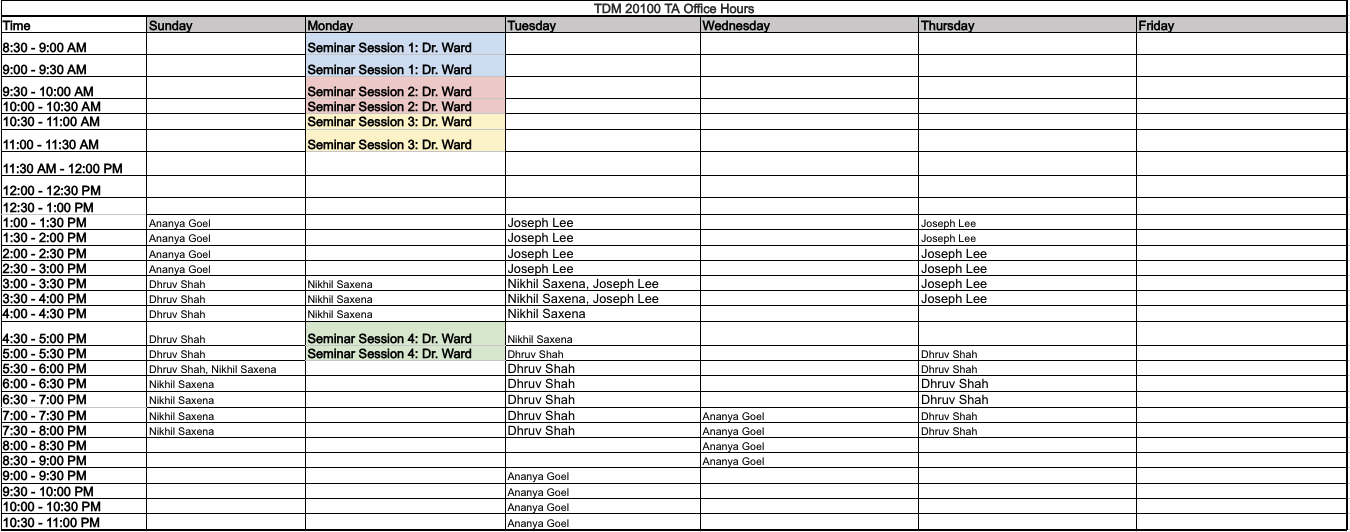 TDM 20100 TA Office Hours
Time Sunday Monday Tuesday Wednesday Thursday Friday
8:30 - 9:00 AM Seminar Session 1: Dr. Ward
9:00 - 9:30 AM Seminar Session 1: Dr. Ward
9:30 - 10:00 AM Seminar Session 2: Dr. Ward
10:00 - 10:30 AM Seminar Session 2: Dr. Ward
10:30 - 11:00 AM Seminar Session 3: Dr. Ward
11:00 - 11:30 AM Seminar Session 3: Dr. Ward
11:30 AM - 12:00 PM
12:00 - 12:30 PM
12:30 - 1:00 PM
1:00 - 1:30 PM Ananya Goel Joseph Lee Joseph Lee
1:30 - 2:00 PM Ananya Goel Joseph Lee Joseph Lee
2:00 - 2:30 PM Ananya Goel Joseph Lee Joseph Lee
2:30 - 3:00 PM Ananya Goel Joseph Lee Joseph Lee
3:00 - 3:30 PM Dhruv Shah Nikhil Saxena Nikhil Saxena, Joseph Lee Joseph Lee
3:30 - 4:00 PM Dhruv Shah Nikhil Saxena Nikhil Saxena, Joseph Lee Joseph Lee
4:00 - 4:30 PM Dhruv Shah Nikhil Saxena Nikhil Saxena
4:30 - 5:00 PM Dhruv Shah Seminar Session 4: Dr. Ward Nikhil Saxena
5:00 - 5:30 PM Dhruv Shah Seminar Session 4: Dr. Ward Dhruv Shah Dhruv Shah
5:30 - 6:00 PM Dhruv Shah, Nikhil Saxena Dhruv Shah Dhruv Shah
6:00 - 6:30 PM Nikhil Saxena Dhruv Shah Dhruv Shah
6:30 - 7:00 PM Nikhil Saxena Dhruv Shah Dhruv Shah
7:00 - 7:30 PM Nikhil Saxena Dhruv Shah Ananya Goel Dhruv Shah
7:30 - 8:00 PM Nikhil Saxena Dhruv Shah Ananya Goel Dhruv Shah
8:00 - 8:30 PM Ananya Goel
8:30 - 9:00 PM Ananya Goel
9:00 - 9:30 PM Ananya Goel
9:30 - 10:00 PM Ananya Goel
10:00 - 10:30 PM Ananya Goel
10:30 - 11:00 PM Ananya Goel